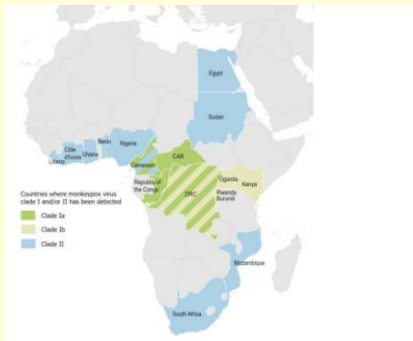 Egypt
Sudan
Benin
Nigeria
Côte
d'Ivoire
Ghana
Liberia
CAR
Cameroon
Uganda
Kenya
Republic of
the Congo
DRC
Rwanda
Burundi
Countries where monkeypox virus
clade I and/or II has been detected
Clade Ia
Clade Ib
Clade II
Mozambique
South Africa